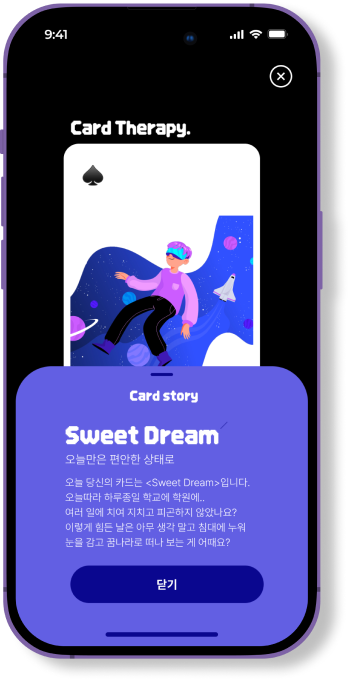 9:41
Card Therapy.
Card story
Sweet Dream
오늘만은 편안한 상태로
오늘 당신의 카드는 <Sweet Dream>입니다.
오늘따라 하루종일 학교에 학원에..
여러 일에 치여 지치고 피곤하지 않았나요?
이렇게 힘든 날은 아무 생각 말고 침대에 누워
눈을 감고 꿈나라로 떠나 보는 게 어때요?
닫기